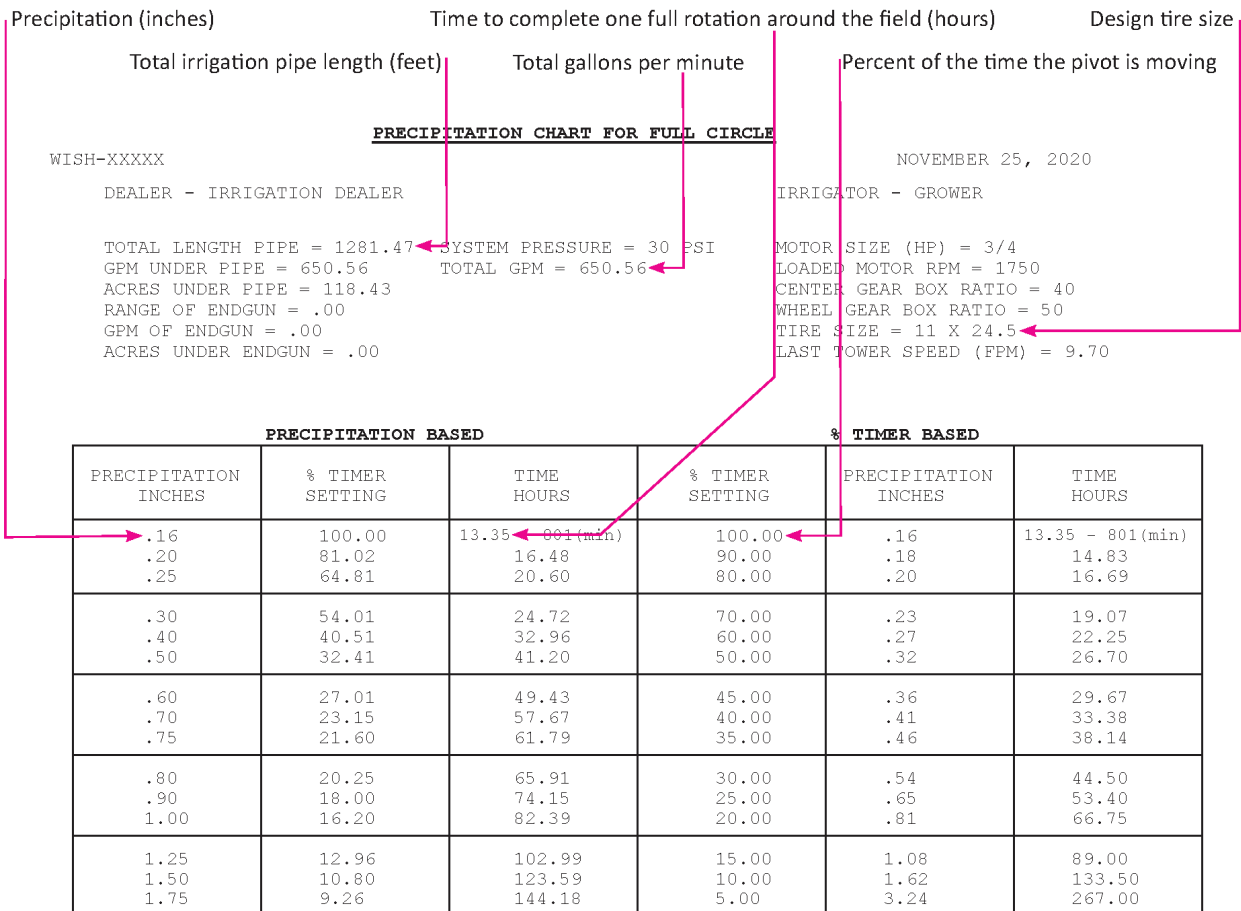 Precipitation (inches) Time to complete one full rotation around the field (hours) Design tire size
Total irrigation pipe length (feet) Total gallons per minute Percent of the time the pivot is moving
PRECIPITATION CHART FOR FULL CIRCLE
WISH-XXXXX NOVEMBER 25, 2020
DEALER - IRRIGATION DEALER IRRIGATOR - GROWER
TOTAL LENGTH PIPE = 1281.47 SYSTEM PRESSURE = 30 PSI MOTOR SIZE (HP) = 3/4
GPM UNDER PIPE = 650.56 TOTAL GPM = 650.56 LOADED MOTOR RPM = 1750
ACRES UNDER PIPE = 118.43 CENTER GEAR BOX RATIO = 40
RANGE OF ENDGUN = .00 WHEEL GEAR BOX RATIO = 50
GPM OF ENDGUN = .00 TIRE SIZE = 11 X 24.5
ACRES UNDER ENDGUN = .00 LAST TOWER SPEED (FPM) = 9.70
PRECIPITATION BASED % TIMER BASED
PRECIPITATION % TIMER TIME % TIMER PRECIPITATION TIME
INCHES SETTING HOURS SETTING INCHES HOURS
.16 100.00 13.35 - 801(min) 100.00 .16 13.35 - 801(min)
.20 81.02 16.48 90.00 .18 14.83
.25 64.81 20.60 80.00 .20 16.69
.30 54.01 24.72 70.00 .23 19.07
.40 40.51 32.96 60.00 .27 22.25
.50 32.41 41.20 50.00 .32 26.70
.60 27.01 49.43 45.00 .36 29.67
.70 23.15 57.67 40.00 .41 33.38
.75 21.60 61.79 35.00 .46 38.14
.80 20.25 65.91 30.00 .54 44.50
.90 18.00 74.15 25.00 .65 53.40
1.00 16.20 82.39 20.00 .81 66.75
1.25 12.96 102.99 15.00 1.08 89.00
1.50 10.80 123.59 10.00 1.62 133.50
1.75 9.26 144.18 5.00 3.24 267.00